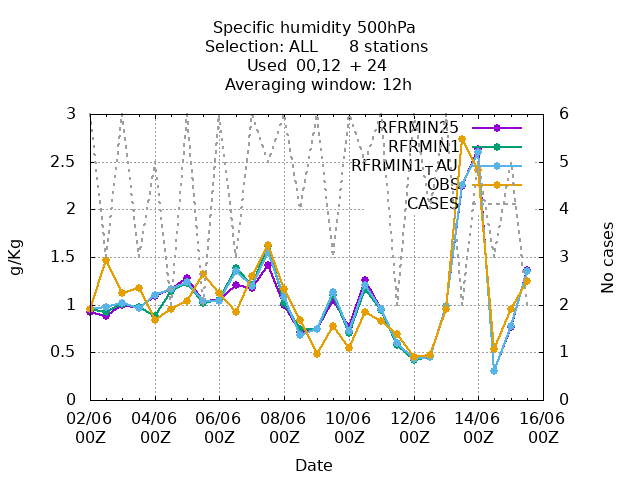 Specific humidity 500hPa
Selection: ALL 8 stations
Used 00,12 + 24
Averaging window: 12h
3 6
RFRMIN25
RFRMIN1
2.5 5
RFRMIN1TAU
OBS
CASES
2 4
1.5 3
g/Kg
No cases
1 2
0.5 1
0 0
02/06 04/06 06/06 08/06 10/06 12/06 14/06 16/06
00Z 00Z 00Z 00Z 00Z 00Z 00Z 00Z
Date